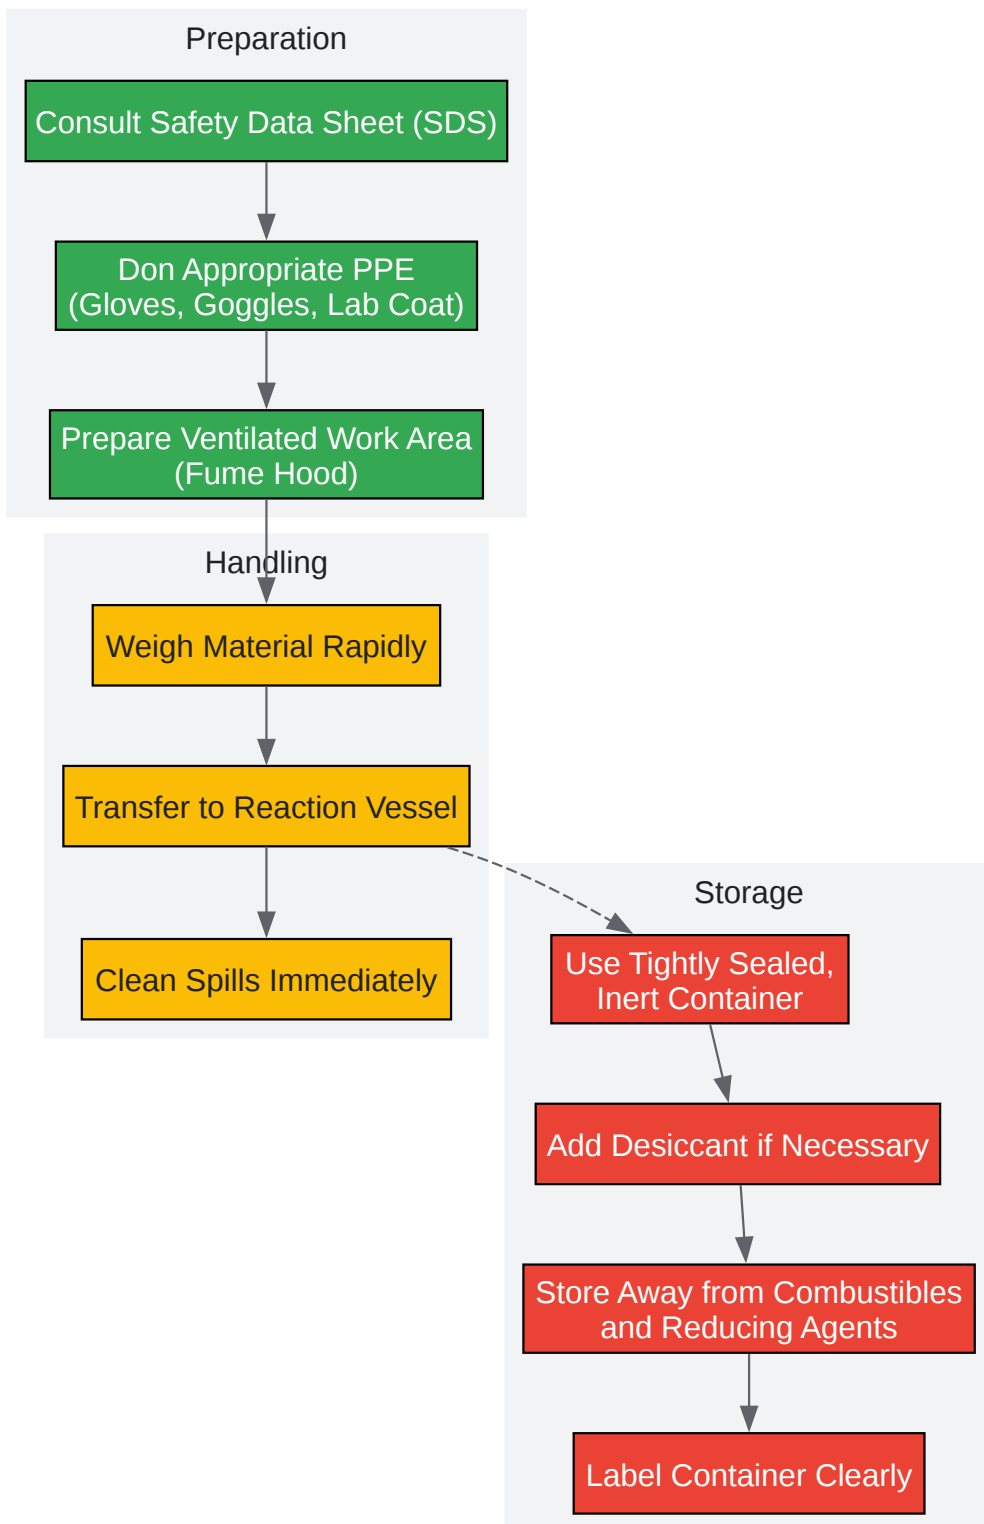 Preparation
Consult Safety Data Sheet (SDS)
Don Appropriate PPE
(Gloves, Goggles, Lab Coat)
Prepare Ventilated Work Area
(Fume Hood)
Handling
Weigh Material Rapidly
Transfer to Reaction Vessel
Clean Spills Immediately
Storage
Use Tightly Sealed,
Inert Container
Add Desiccant if Necessary
Store Away from Combustibles
and Reducing Agents
Label Container Clearly